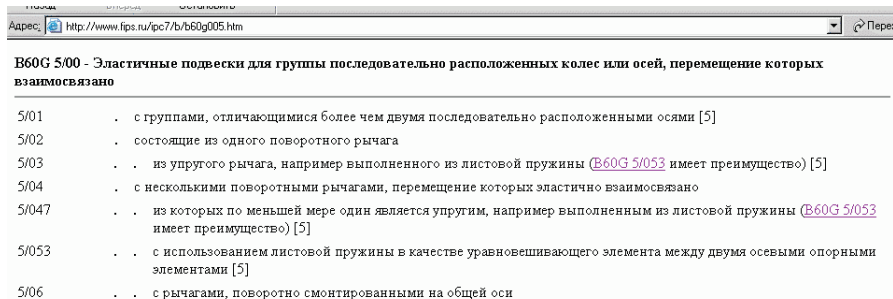 Адрес: http://www.fips.ru/ipc7/b/b60g005.htm
B60G 5/00 - Эластичные подвески для группы последовательно расположенных колес или осей, перемещение которых
взаимосвязано
5/01 . с группами, отличающимися более чем двумя последовательно расположенными осями [5]
5/02 . состоящие из одного поворотного рычага
5/03 . . из упругого рычага, например выполненного из листовой пружины (B60G 5/053 имеет преимущество) [5]
5/04 . с несколькими поворотными рычагами, перемещение которых эластично взаимосвязано
5/047 . . из которых по меньшей мере один является упругим, например выполненным из листовой пружины (B60G 5/053
имеет преимущество) [5]
5/053 . . с использованием листовой пружины в качестве уравновешивающего элемента между двумя осевыми опорными
элементами [5]
5/06 . . с рычагами, поворотно смонтированными на общей оси